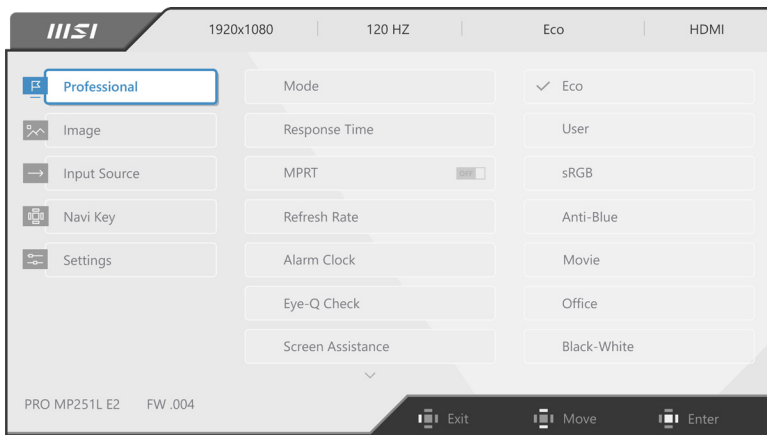 msi 1920x1080 120 HZ Eco HDMI
Professional Mode Eco
Image Response Time User
Input Source MPRT OFF sRGB
Navi Key Refresh Rate Anti-Blue
Settings Alarm Clock Movie
Eye-Q Check Office
Screen Assistance Black-White
PRO MP251L E2 FW .004 Exit Move Enter